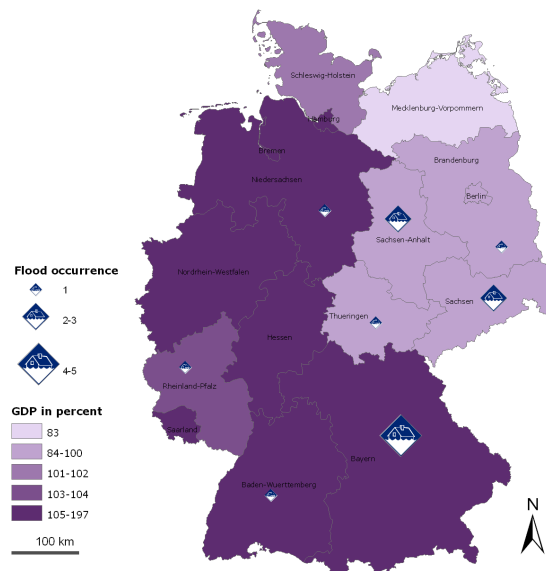 Schleswig-Holstein
Mecklenburg-Vorpommern
Hamburg
Bremen
Brandenburg
Niedersachsen
Berlin
Sachsen-Anhalt
Flood occurrence
1
2-3
4-5
Nordrhein-Westfalen
Sachsen
Thueringen
Hessen
Rheinland-Pfalz
GDP in percent
83
84-100
101-102
103-104
105-197
Saarland
Bayern
Baden-Wuerttemberg
100 km
N